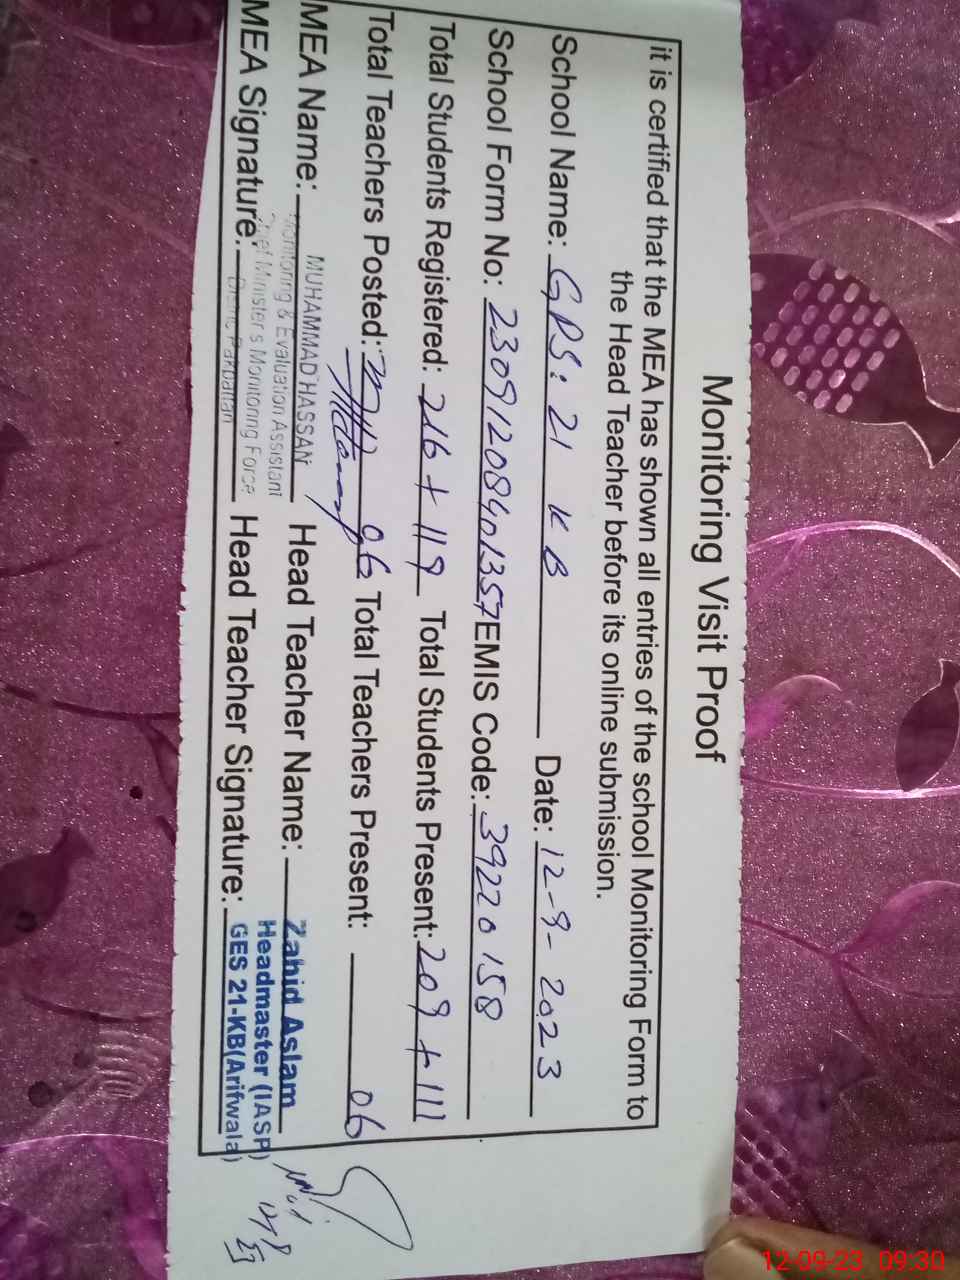 Monitoring Visit Proof
it is certified that the MEA has shown all entries of the school Monitoring Form to
the Head Teacher before its online submission.
School Name: GPS: 21 KB Date: 12-9-2023
School Form No: 23091208401357 EMIS Code: 39220158
Total Students Registered: 216 + 119 Total Students Present: 209 + 111
Total Teachers Posted: 06 Total Teachers Present: 06
MUHAMMAD HASSAN
MEA Name: Head Teacher Name: Zahid Aslam
Monitoring & Evaluation Assistant
Headmaster (IASP)
Chief Minister's Monitoring Force
MEA Signature. Head Teacher Signature: GES 21-KB(Arifwala)
District Pakpattan
12-09-23 09:30